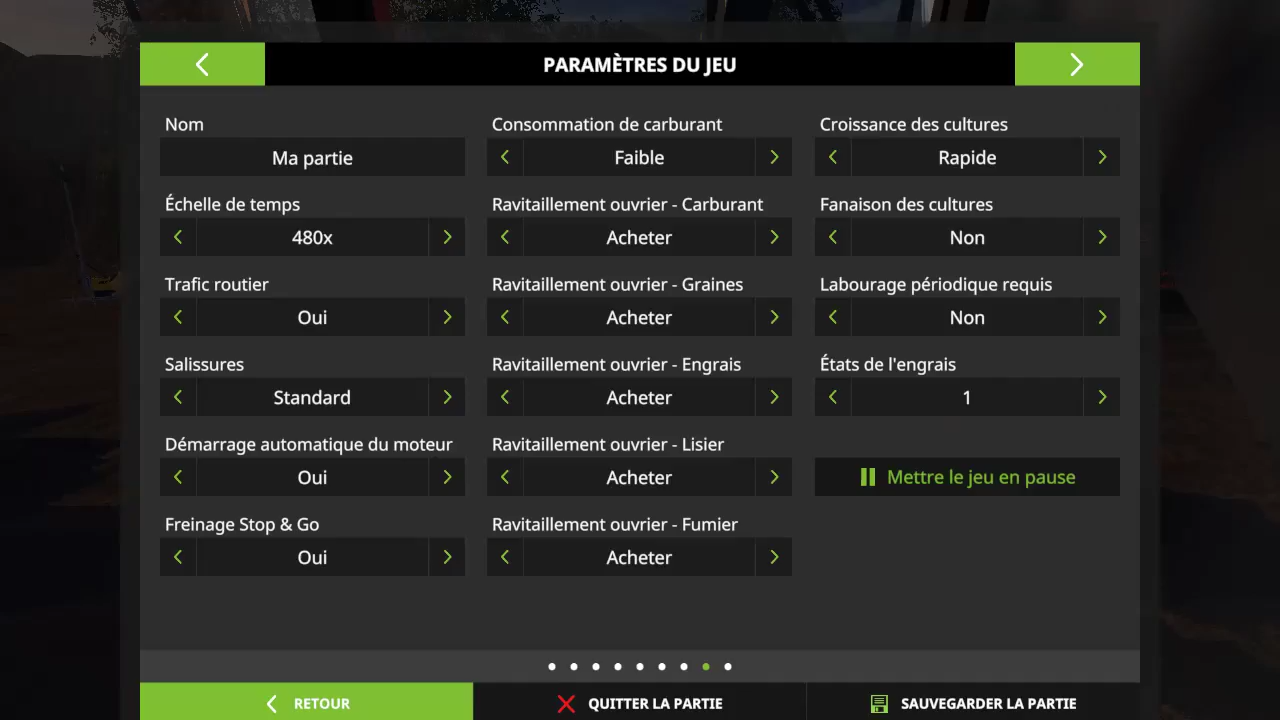 PARAMÈTRES DU JEU
Nom
Ma partie
Échelle de temps
480x
Trafic routier
Oui
Salissures
Standard
Démarrage automatique du moteur
Oui
Freinage Stop & Go
Oui
Consommation de carburant
Faible
Ravitaillement ouvrier - Carburant
Acheter
Ravitaillement ouvrier - Graines
Acheter
Ravitaillement ouvrier - Engrais
Acheter
Ravitaillement ouvrier - Lisier
Acheter
Ravitaillement ouvrier - Fumier
Acheter
Croissance des cultures
Rapide
Fanaison des cultures
Non
Labourage périodique requis
Non
États de l'engrais
1
Mettre le jeu en pause
RETOUR
QUITTER LA PARTIE
SAUVEGARDER LA PARTIE